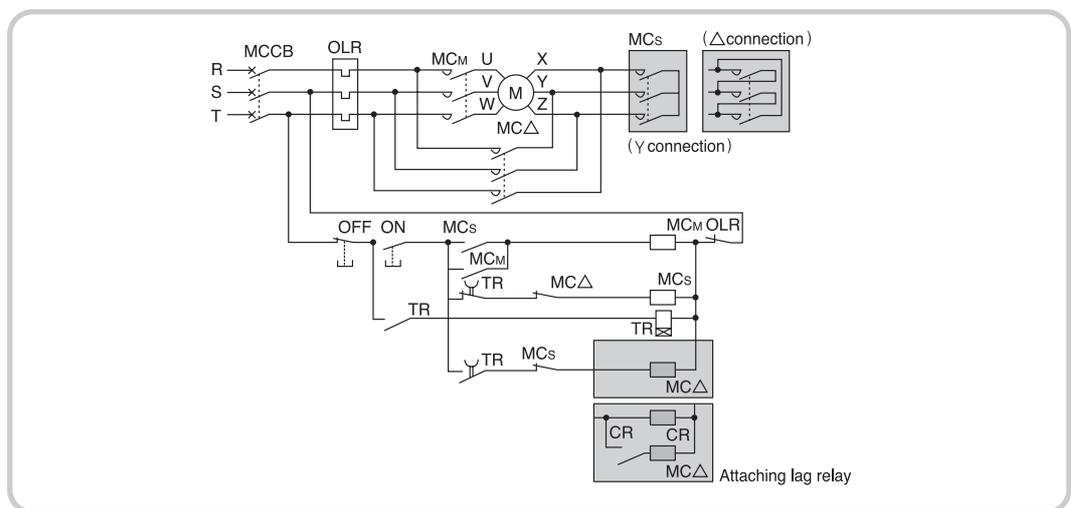 MCCB OLR MCM U X MCs (△connection)
R V Y
S W M Z
T MC△
(Y connection)
OFF ON MCs MCM OLR
MCM
TR MC△ MCs
TR TR
TR MCs MC△
CR CR
MC△ Attaching lag relay